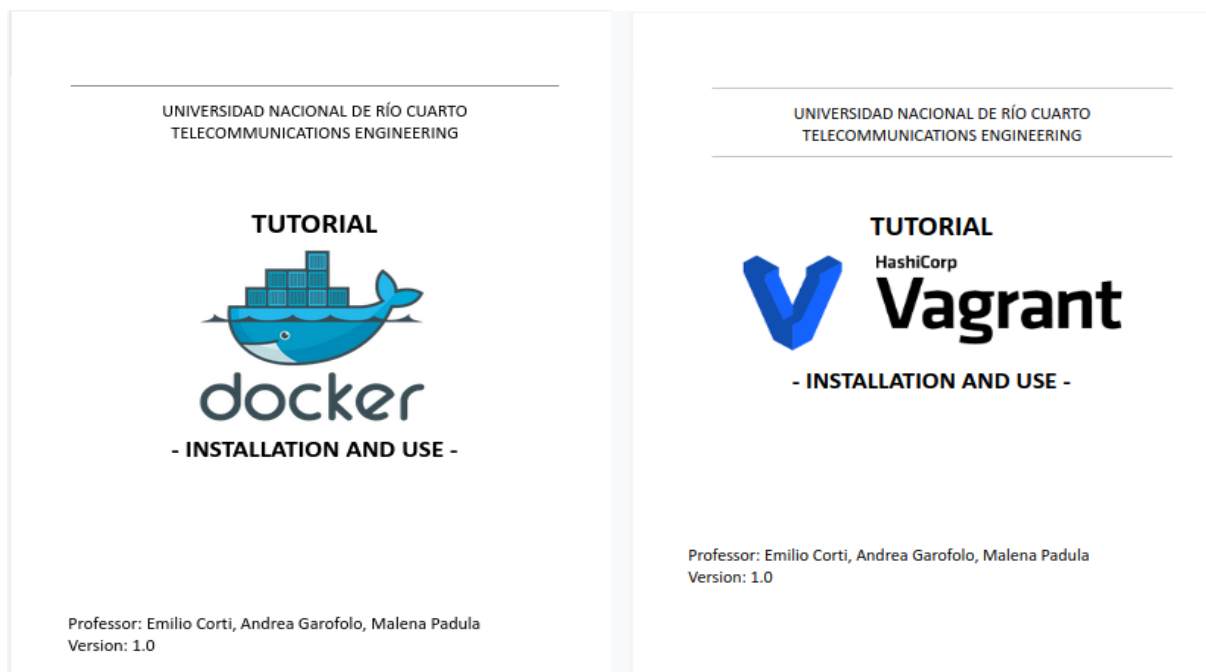 UNIVERSIDAD NACIONAL DE RÍO CUARTO
TELECOMMUNICATIONS ENGINEERING
TUTORIAL
docker
- INSTALLATION AND USE -
Professor: Emilio Corti, Andrea Garofolo, Malena Padula
Version: 1.0
UNIVERSIDAD NACIONAL DE RÍO CUARTO
TELECOMMUNICATIONS ENGINEERING
TUTORIAL
HashiCorp
Vagrant
- INSTALLATION AND USE -
Professor: Emilio Corti, Andrea Garofolo, Malena Padula
Version: 1.0